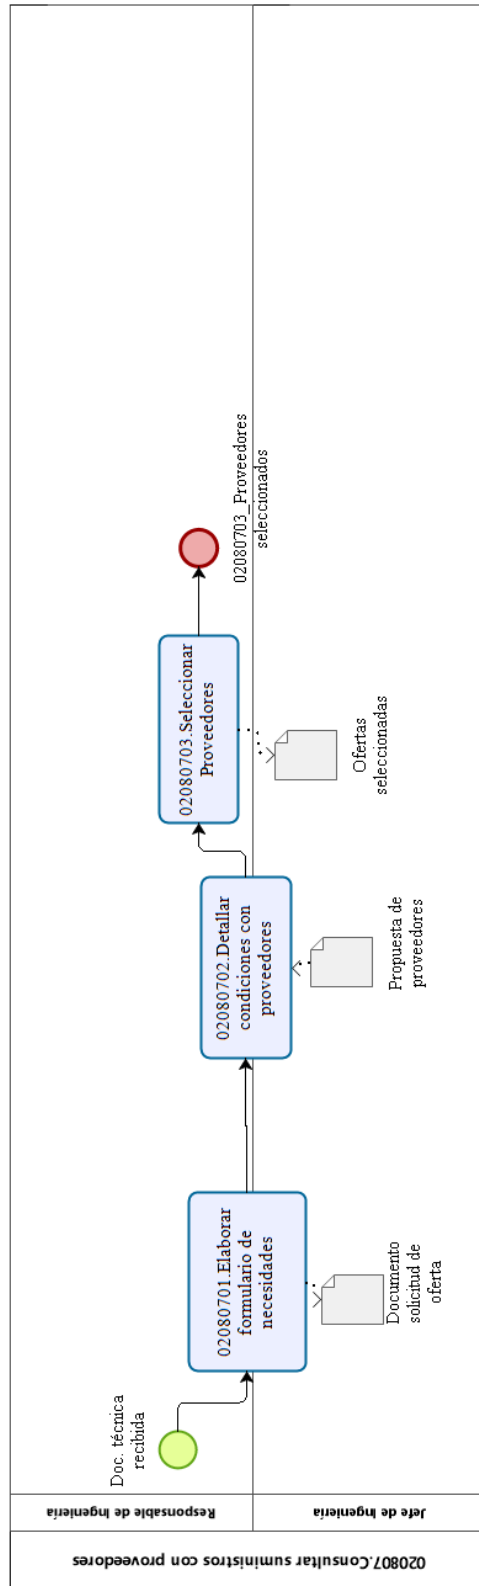 020807.Consultar suministros con proveedores
Responsable de Ingeniería
Jefe de Ingeniería
Doc. técnica
recibida
02080701.Elaborar
formulario de
necesidades
Documento
solicitud de
oferta
02080702.Detallar
condiciones con
proveedores
Propuesta de
proveedores
02080703.Seleccionar
Proveedores
Ofertas
seleccionadas
02080703_Proveedores
seleccionados